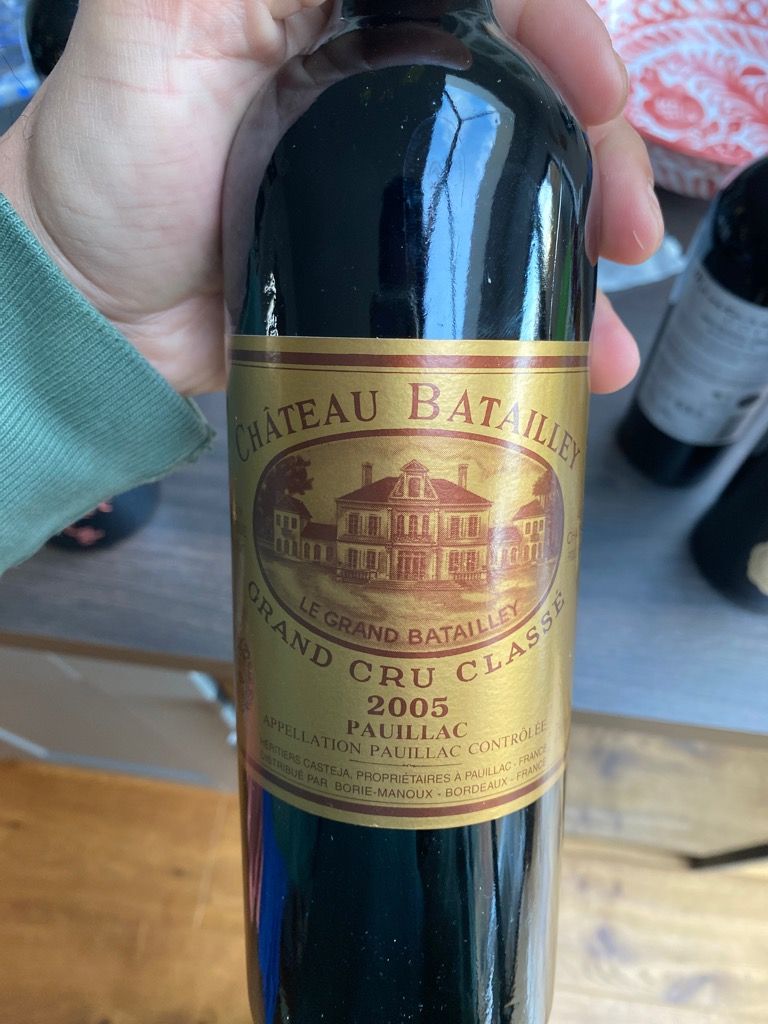 CHÂTEAU BATAILLEY
LE GRAND BATAILLEY
GRAND CRU CLASSÉ
2005
PAUILLAC
APPELLATION PAUILLAC CONTRÔLÉE
HÉRITIERS CASTEJA, PROPRIÉTAIRES À PAUILLAC - FRANCE
DISTRIBUÉ PAR BORIE-MANOUX - BORDEAUX - FRANCE